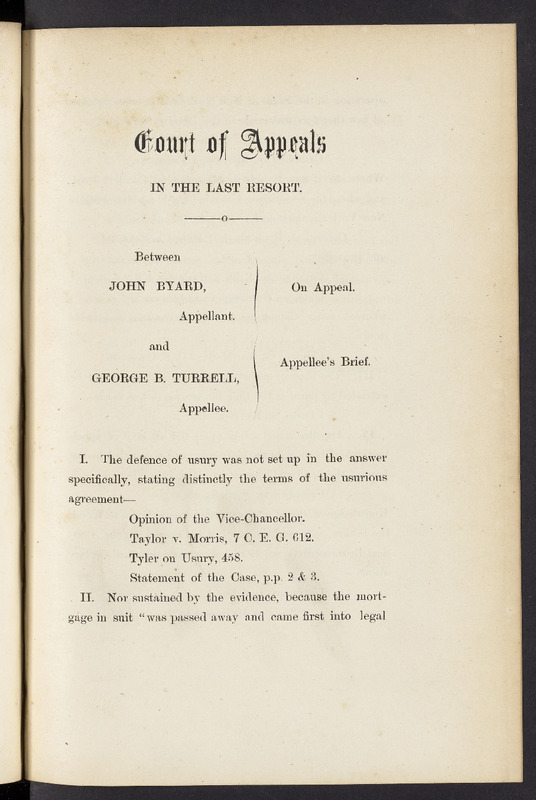 Court of Appeals
IN THE LAST RESORT.
Between
JOHN BYARD,
Appellant.
On Appeal.
and
GEORGE B. TURRELL,
Appellee.
Appellee's Brief.
I. The defence of usury was not set up in the answer
specifically, stating distinctly the terms of the usurious
agreement—
Opinion of the Vice-Chancellor.
Taylor v. Morris, 7 C. E. G. 612.
Tyler on Usury, 458.
Statement of the Case, p.p. 2 & 3.
II. Nor sustained by the evidence, because the mort-
gage in suit "was passed away and came first into legal